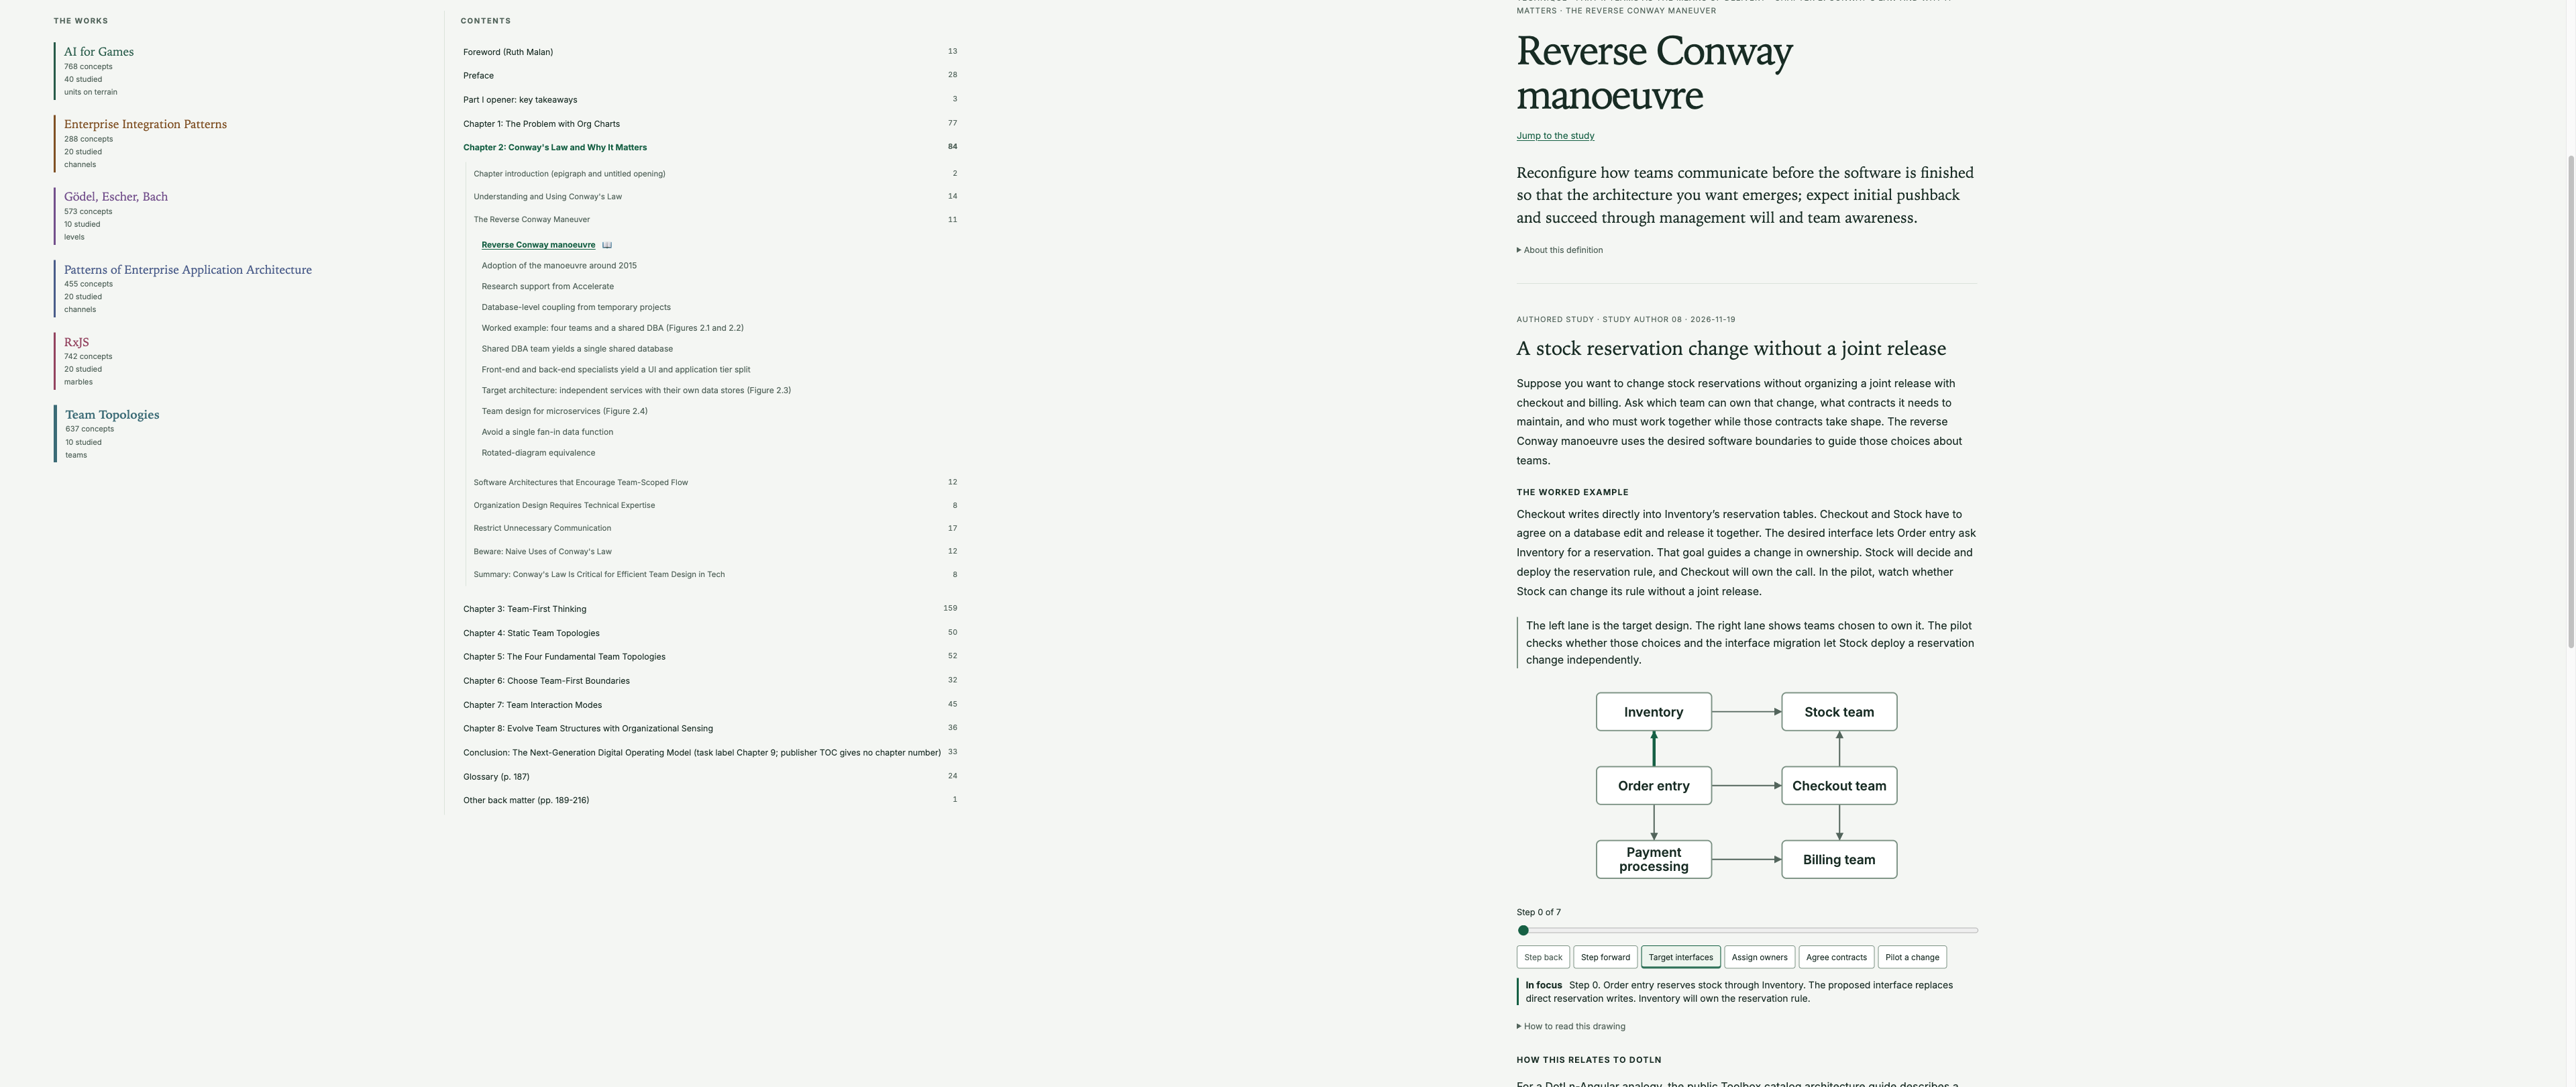 THE WORKS
AI for Games
768 concepts
40 studied
units on terrain
Enterprise Integration Patterns
288 concepts
20 studied
channels
Gödel, Escher, Bach
573 concepts
10 studied
levels
Patterns of Enterprise Application Architecture
455 concepts
20 studied
channels
RxJS
742 concepts
20 studied
marbles
Team Topologies
637 concepts
10 studied
teams
CONTENTS
Foreword (Ruth Malan) 13
Preface 28
Part I opener: key takeaways 3
Chapter 1: The Problem with Org Charts 77
Chapter 2: Conway's Law and Why It Matters 84
Chapter introduction (epigraph and untitled opening) 2
Understanding and Using Conway's Law 14
The Reverse Conway Maneuver 11
Reverse Conway manoeuvre
Adoption of the manoeuvre around 2015
Research support from Accelerate
Database-level coupling from temporary projects
Worked example: four teams and a shared DBA (Figures 2.1 and 2.2)
Shared DBA team yields a single shared database
Front-end and back-end specialists yield a UI and application tier split
Target architecture: independent services with their own data stores (Figure 2.3)
Team design for microservices (Figure 2.4)
Avoid a single fan-in data function
Rotated-diagram equivalence
Software Architectures that Encourage Team-Scoped Flow 12
Organization Design Requires Technical Expertise 8
Restrict Unnecessary Communication 17
Beware: Naive Uses of Conway's Law 12
Summary: Conway's Law Is Critical for Efficient Team Design in Tech 8
Chapter 3: Team-First Thinking 159
Chapter 4: Static Team Topologies 50
Chapter 5: The Four Fundamental Team Topologies 52
Chapter 6: Choose Team-First Boundaries 32
Chapter 7: Team Interaction Modes 45
Chapter 8: Evolve Team Structures with Organizational Sensing 36
Conclusion: The Next-Generation Digital Operating Model (task label Chapter 9; publisher TOC gives no chapter number) 33
Glossary (p. 187) 24
Other back matter (pp. 189-216) 1
MATTERS · THE REVERSE CONWAY MANEUVER
Reverse Conway
manoeuvre
Jump to the study
Reconfigure how teams communicate before the software is finished
so that the architecture you want emerges; expect initial pushback
and succeed through management will and team awareness.
About this definition
AUTHORED STUDY · STUDY AUTHOR 08 · 2026-11-19
A stock reservation change without a joint release
Suppose you want to change stock reservations without organizing a joint release with
checkout and billing. Ask which team can own that change, what contracts it needs to
maintain, and who must work together while those contracts take shape. The reverse
Conway manoeuvre uses the desired software boundaries to guide those choices about
teams.
THE WORKED EXAMPLE
Checkout writes directly into Inventory’s reservation tables. Checkout and Stock have to
agree on a database edit and release it together. The desired interface lets Order entry ask
Inventory for a reservation. That goal guides a change in ownership. Stock will decide and
deploy the reservation rule, and Checkout will own the call. In the pilot, watch whether
Stock can change its rule without a joint release.
The left lane is the target design. The right lane shows teams chosen to own it. The pilot
checks whether those choices and the interface migration let Stock deploy a reservation
change independently.
Inventory
Stock team
Order entry
Checkout team
Payment
processing
Billing team
Step 0 of 7
Step back
Step forward
Target interfaces
Assign owners
Agree contracts
Pilot a change
In focus Step 0. Order entry reserves stock through Inventory. The proposed interface replaces
direct reservation writes. Inventory will own the reservation rule.
How to read this drawing
HOW THIS RELATES TO DOTLN
For a DotLn-Angular analogy, the public Toolbox catalog architecture guide describes a